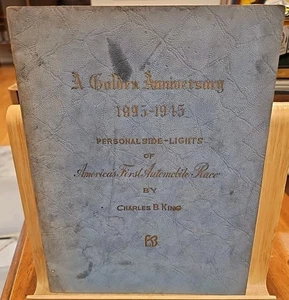 A Golden Anniversary
1895-1945
PERSONAL SIDE-LIGHTS
OF
America's First Automobile Race
BY
CHARLES B. KING